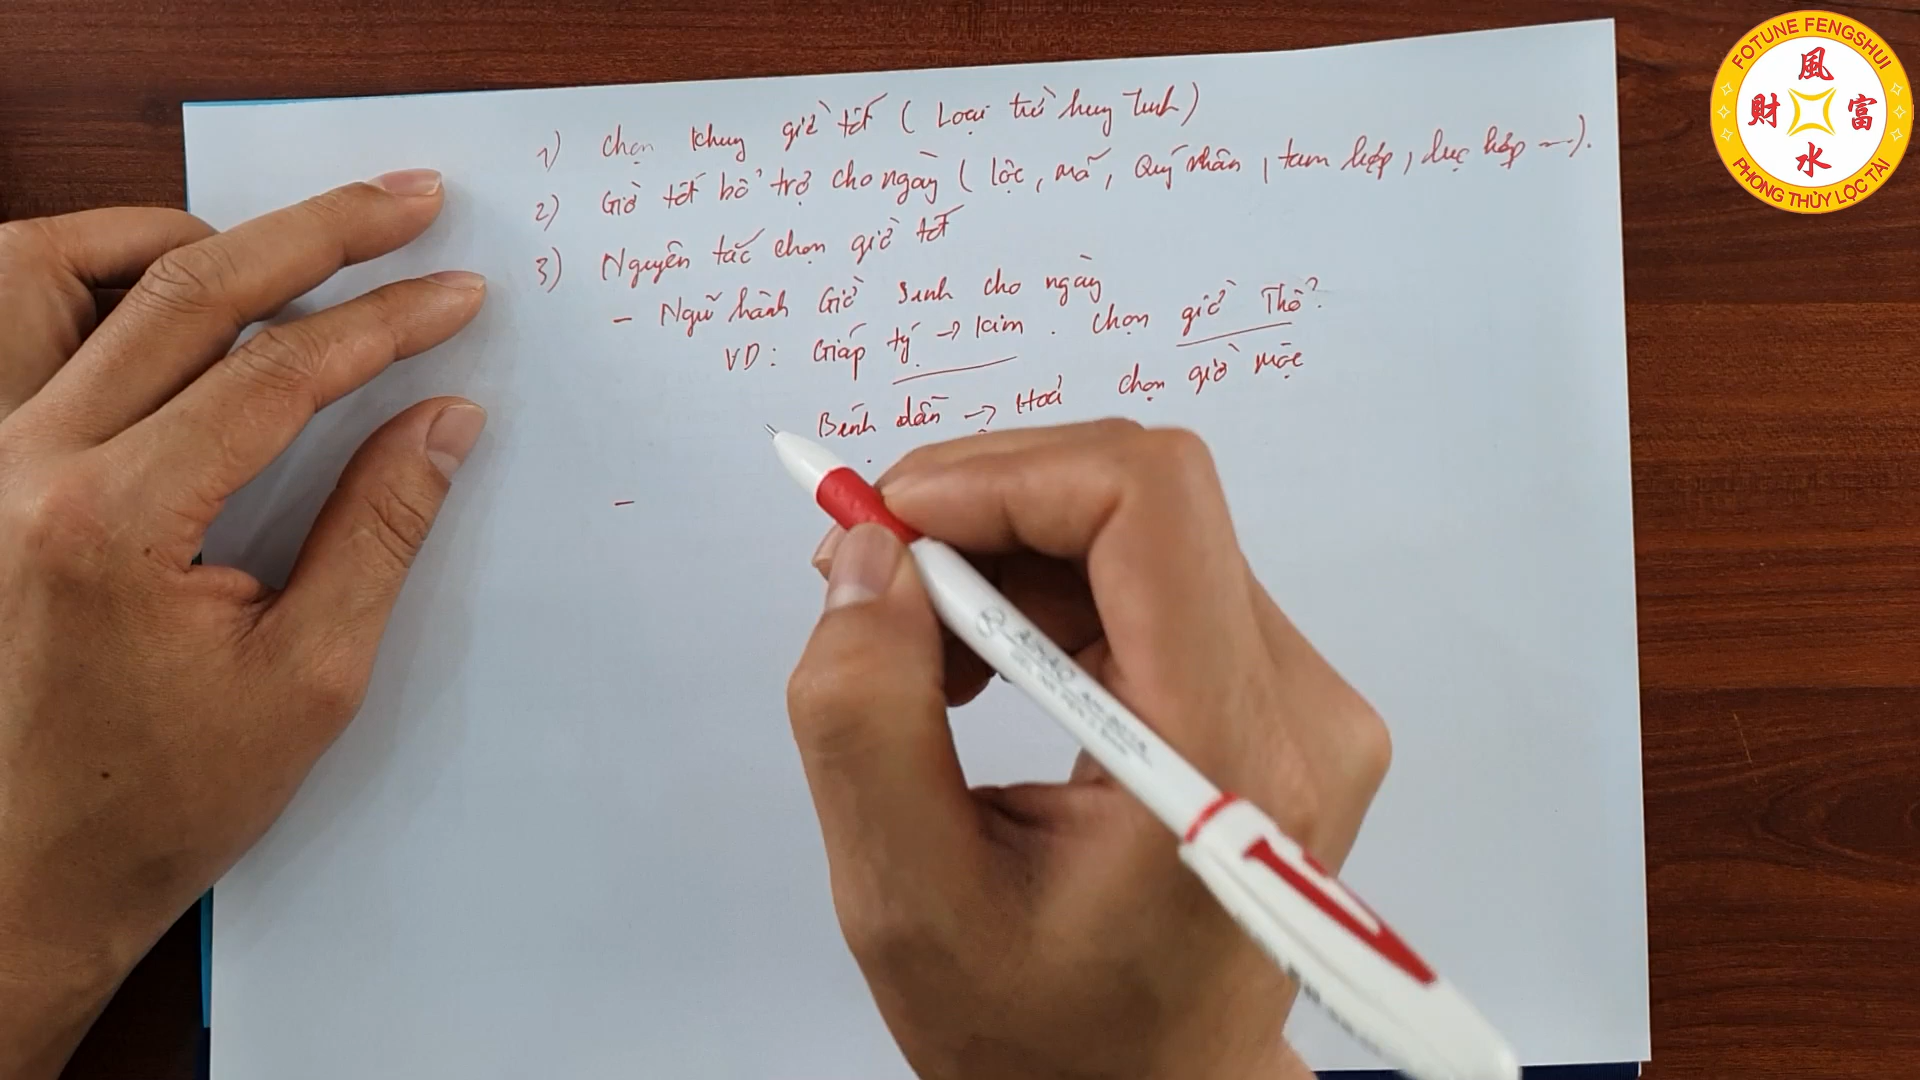 1) chọn khung giờ tốt ( Loại trừ hung tinh )
2) Giờ tốt bổ trợ cho ngày ( lộc, mã, Quý nhân, tam hợp, lục hợp ...).
3) Nguyên tắc chọn giờ tốt
- Ngũ hành Giờ sinh cho ngày
VD: Giáp tý → kim . chọn giờ Thổ ?
Bính dần → Hoả chọn giờ mộc
-
FOTUNE FENGSHUI
風
財 富
水
PHONG THỦY LỘC TÀI